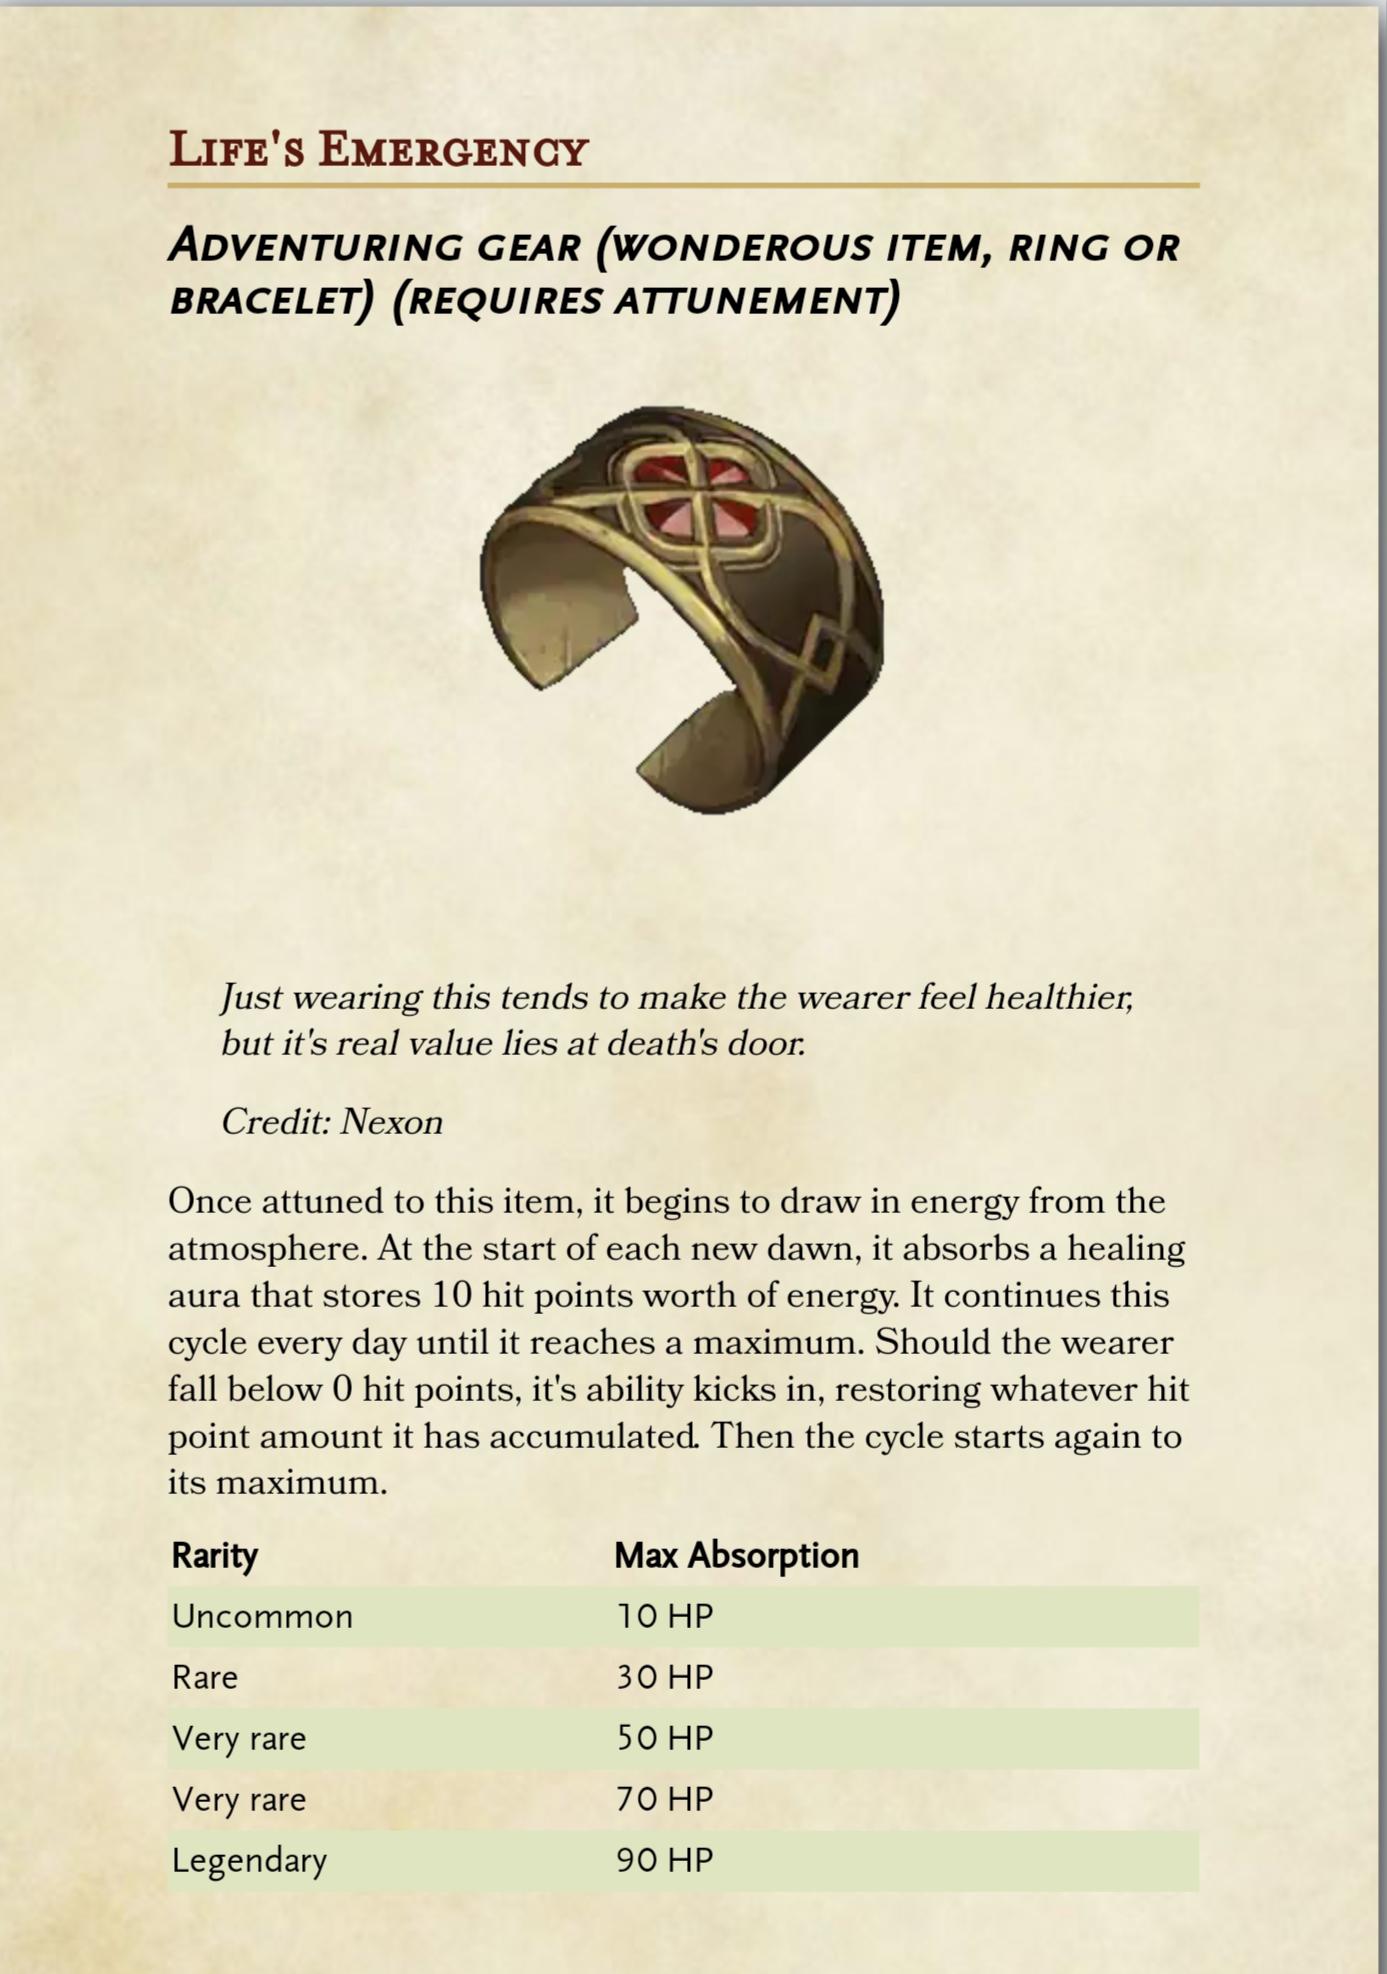 Life's Emergency
Adventuring gear (wonderous item, ring or
bracelet) (requires attunement)
Just wearing this tends to make the wearer feel healthier,
but it's real value lies at death's door.
Credit: Nexon
Once attuned to this item, it begins to draw in energy from the
atmosphere. At the start of each new dawn, it absorbs a healing
aura that stores 10 hit points worth of energy. It continues this
cycle every day until it reaches a maximum. Should the wearer
fall below 0 hit points, it's ability kicks in, restoring whatever hit
point amount it has accumulated. Then the cycle starts again to
its maximum.
Rarity Max Absorption
Uncommon 10 HP
Rare 30 HP
Very rare 50 HP
Very rare 70 HP
Legendary 90 HP